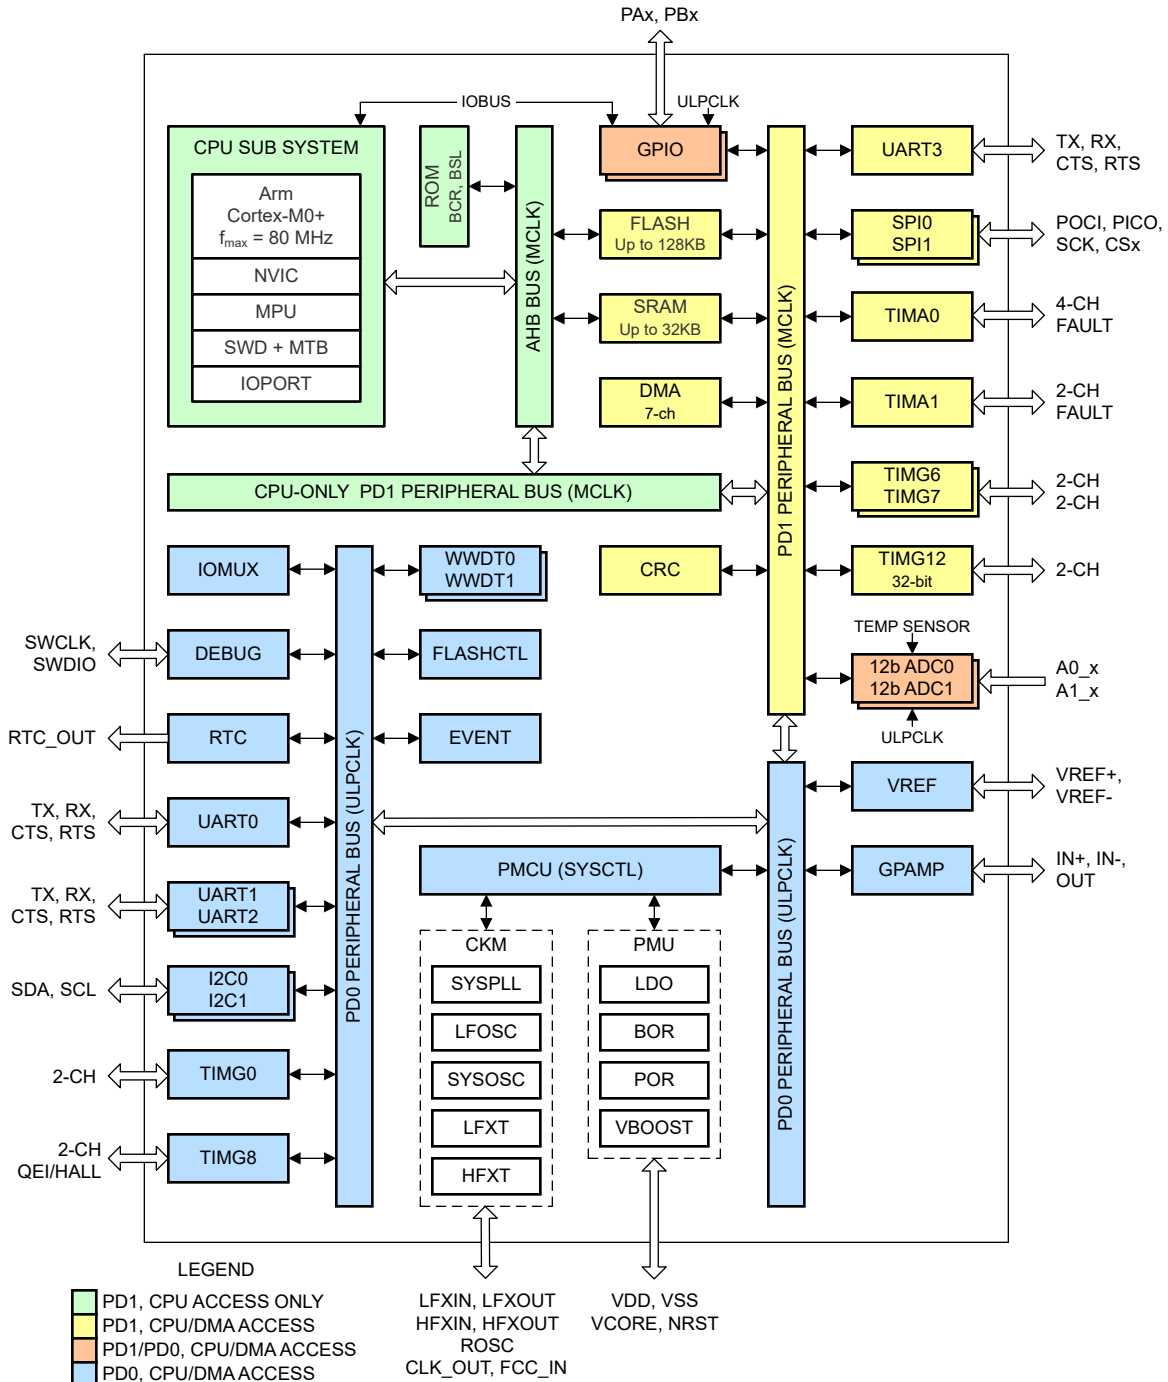 PAx, PBx
IOBUS
ULPCLK
CPU SUB SYSTEM
Arm
Cortex-M0+
fmax = 80 MHz
NVIC
MPU
SWD + MTB
IOPORT
ROM
BCR, BSL
AHB BUS (MCLK)
GPIO
FLASH
Up to 128KB
SRAM
Up to 32KB
DMA
7-ch
CPU-ONLY PD1 PERIPHERAL BUS (MCLK)
CRC
PD1 PERIPHERAL BUS (MCLK)
UART3
TX, RX,
CTS, RTS
SPI0
SPI1
POCI, PICO,
SCK, CSx
TIMA0
4-CH
FAULT
TIMA1
2-CH
FAULT
TIMG6
TIMG7
2-CH
2-CH
TIMG12
32-bit
2-CH
TEMP SENSOR
12b ADC0
12b ADC1
A0_x
A1_x
ULPCLK
IOMUX
SWCLK,
SWDIO
DEBUG
RTC_OUT
RTC
TX, RX,
CTS, RTS
UART0
TX, RX,
CTS, RTS
UART1
UART2
SDA, SCL
I2C0
I2C1
2-CH
TIMG0
2-CH
QEI/HALL
TIMG8
PD0 PERIPHERAL BUS (ULPCLK)
WWDT0
WWDT1
FLASHCTL
EVENT
PMCU (SYSCTL)
CKM
SYSPLL
LFOSC
SYSOSC
LFXT
HFXT
PMU
LDO
BOR
POR
VBOOST
PD0 PERIPHERAL BUS (ULPCLK)
VREF
VREF+,
VREF-
GPAMP
IN+, IN-,
OUT
LFXIN, LFXOUT
HFXIN, HFXOUT
ROSC
CLK_OUT, FCC_IN
VDD, VSS
VCORE, NRST
LEGEND
PD1, CPU ACCESS ONLY
PD1, CPU/DMA ACCESS
PD1/PD0, CPU/DMA ACCESS
PD0, CPU/DMA ACCESS